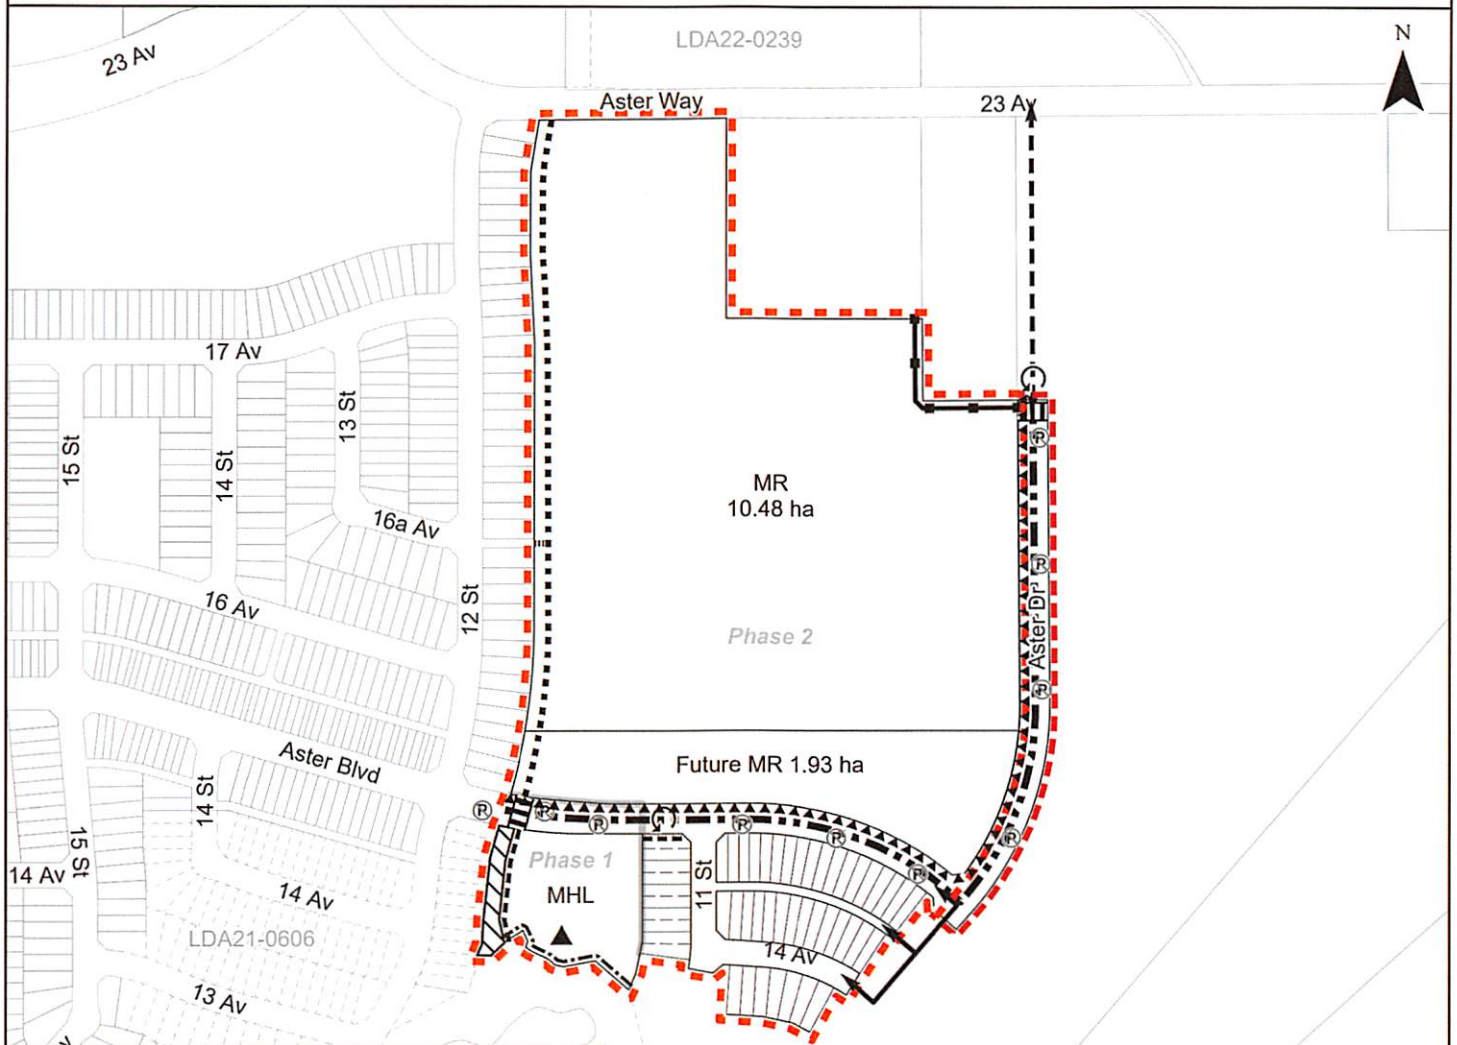 LDA22-0239
N
23 Av
Aster Way
23 Av
17 Av
13 St
15 St
14 St
16a Av
MR
10.48 ha
16 Av
12 St
Aster Dr
Phase 2
Aster Blvd
Future MR 1.93 ha
14 St
15 St
R
R
R
R
R
R
R
R
R
R
R
Phase 1
MHL
11 St
14 Av
14 Av
LDA21-0606
14 Av
13 Av